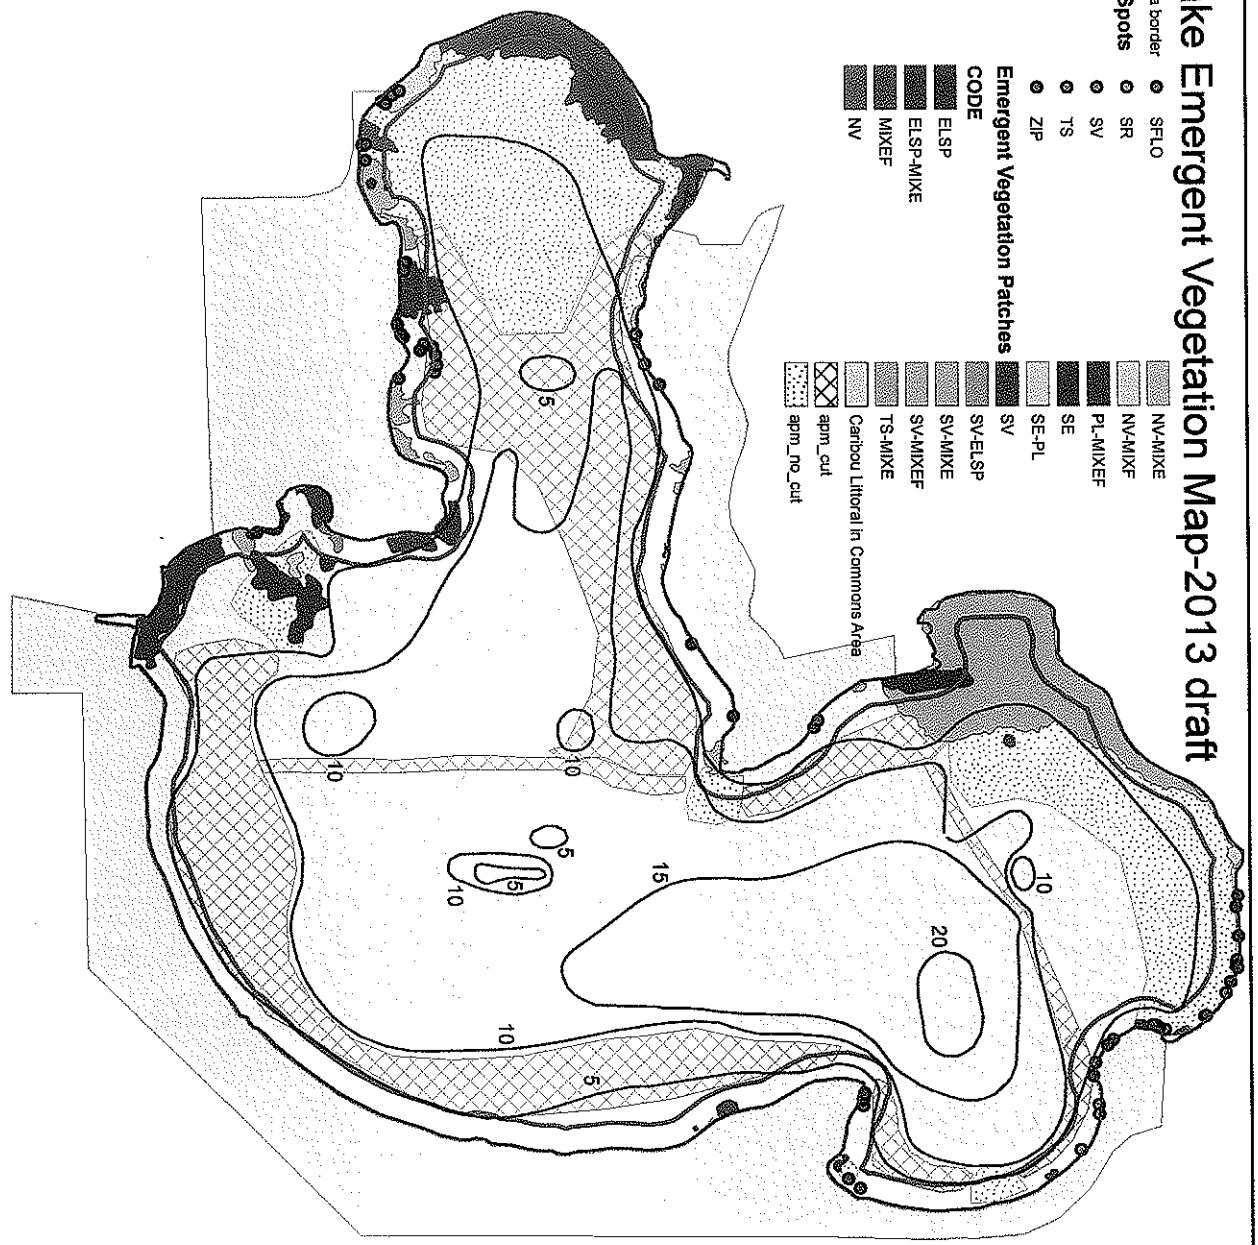 ke Emergent Vegetation Map-2013 draft
a border
Spots
SFLO
SR
SV
TS
ZIP
Emergent Vegetation Patches
CODE
ELSP
ELSP-MIXE
MIXEF
NV
NV-MIXE
NV-MIXF
PL-MIXEF
SE
SE-PL
SV
SV-ELSP
SV-MIXE
SV-MIXEF
TS-MIXE
Caribou Littoral in Commons Area
apm_cut
apm_no_cut
5
10
10
5
5
10
15
10
20
10
5